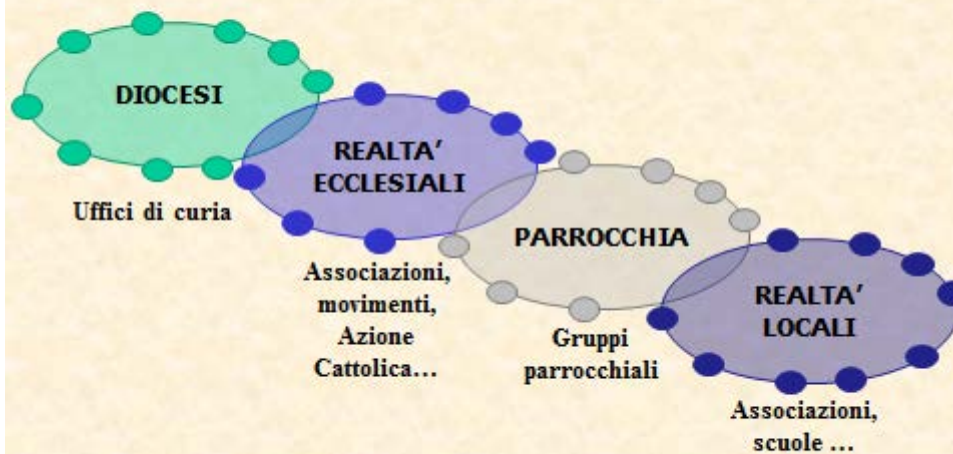 DIOCESI
Uffici di curia
REALTA’
ECCLESIALI
Associazioni,
movimenti,
Azione
Cattolica…
PARROCCHIA
Gruppi
parrocchiali
REALTA’
LOCALI
Associazioni,
scuole …